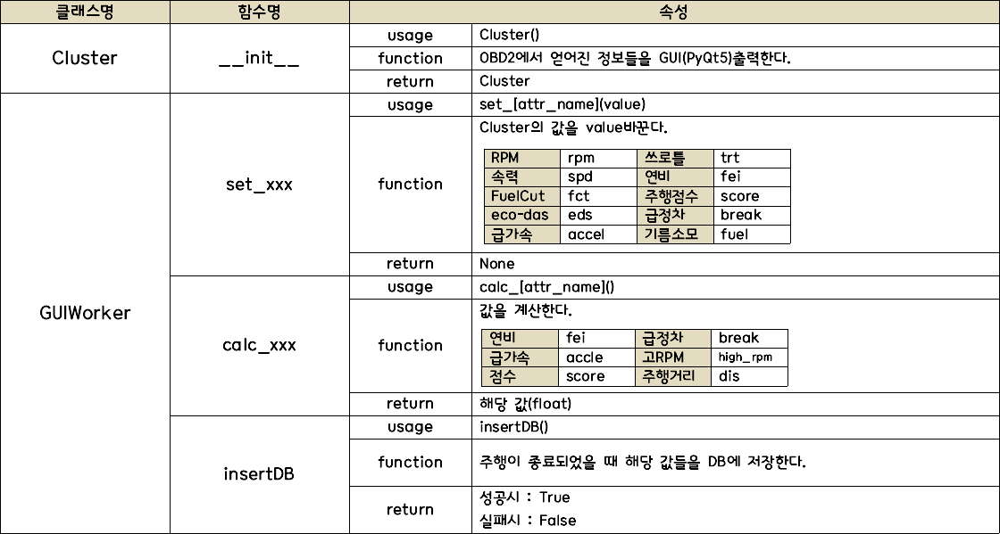 클래스명 함수명 속성
Cluster __init__ usage Cluster()
function OBD2에서 얻어진 정보들을 GUI(PyQt5)출력한다.
return Cluster
GUIWorker set_xxx usage set_[attr_name](value)
function Cluster의 값을 value바꾼다.
RPM rpm 쓰로틀 trt
속력 spd 연비 fei
FuelCut fct 주행점수 score
eco-das eds 급정차 break
급가속 accel 기름소모 fuel
return None
calc_xxx usage calc_[attr_name]()
function 값을 계산한다.
연비 fei 급정차 break
급가속 accle 고RPM high_rpm
점수 score 주행거리 dis
return 해당 값(float)
insertDB usage insertDB()
function 주행이 종료되었을 때 해당 값들을 DB에 저장한다.
return 성공시 : True
실패시 : False